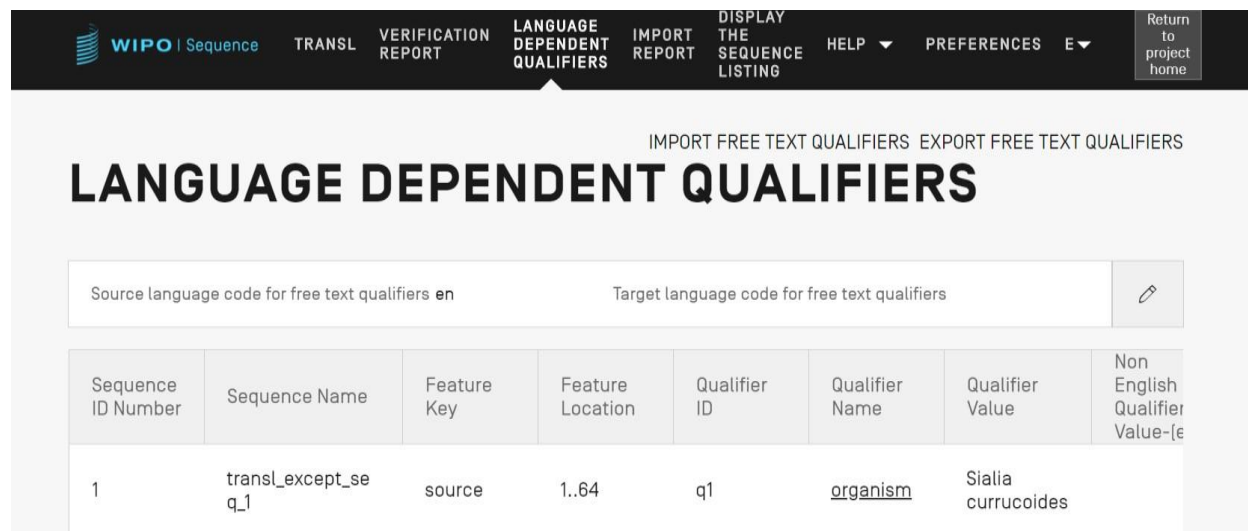 WIPO | Sequence
TRANSL
VERIFICATION
REPORT
LANGUAGE
DEPENDENT
QUALIFIERS
IMPORT
REPORT
DISPLAY
THE
SEQUENCE
LISTING
HELP
PREFERENCES
E
Return
to
project
home
IMPORT FREE TEXT QUALIFIERS EXPORT FREE TEXT QUALIFIERS
LANGUAGE DEPENDENT QUALIFIERS
Source language code for free text qualifiers en
Target language code for free text qualifiers
Sequence
ID Number
Sequence Name
Feature
Key
Feature
Location
Qualifier
ID
Qualifier
Name
Qualifier
Value
Non
English
Qualifier
Value-(e
1
transl_except_se
q_1
source
1..64
q1
organism
Sialia
currucoides